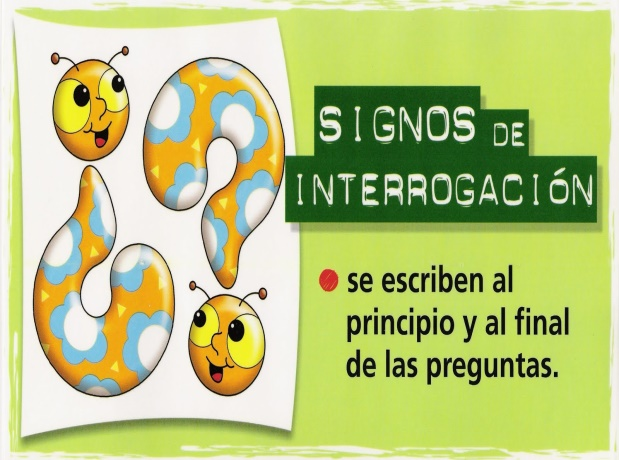 SIGNOS DE
INTERROGACIÓN
se escriben al
principio y al final
de las preguntas.